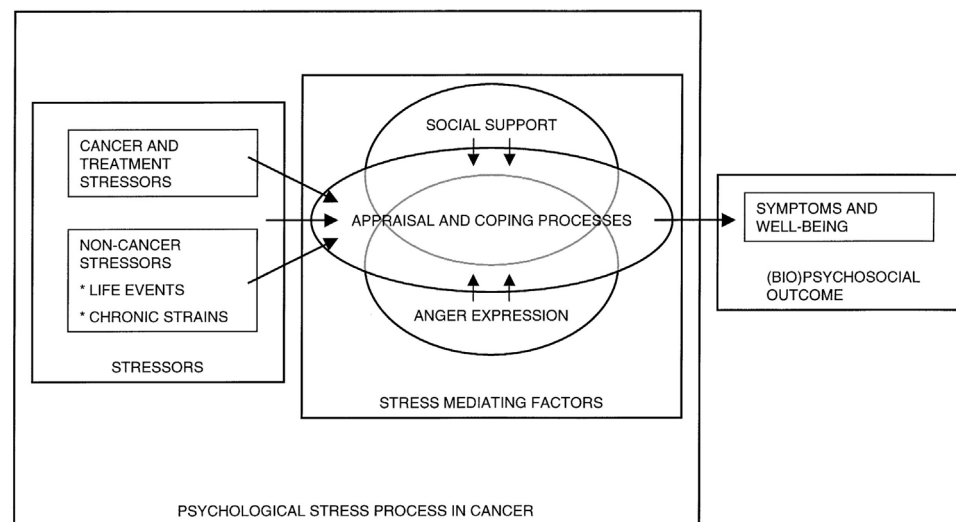 CANCER AND
TREATMENT
STRESSORS
NON-CANCER
STRESSORS
* LIFE EVENTS
* CHRONIC STRAINS
STRESSORS
SOCIAL SUPPORT
APPRAISAL AND COPING PROCESSES
ANGER EXPRESSION
STRESS MEDIATING FACTORS
SYMPTOMS AND
WELL-BEING
(BIO)PSYCHOSOCIAL
OUTCOME
PSYCHOLOGICAL STRESS PROCESS IN CANCER